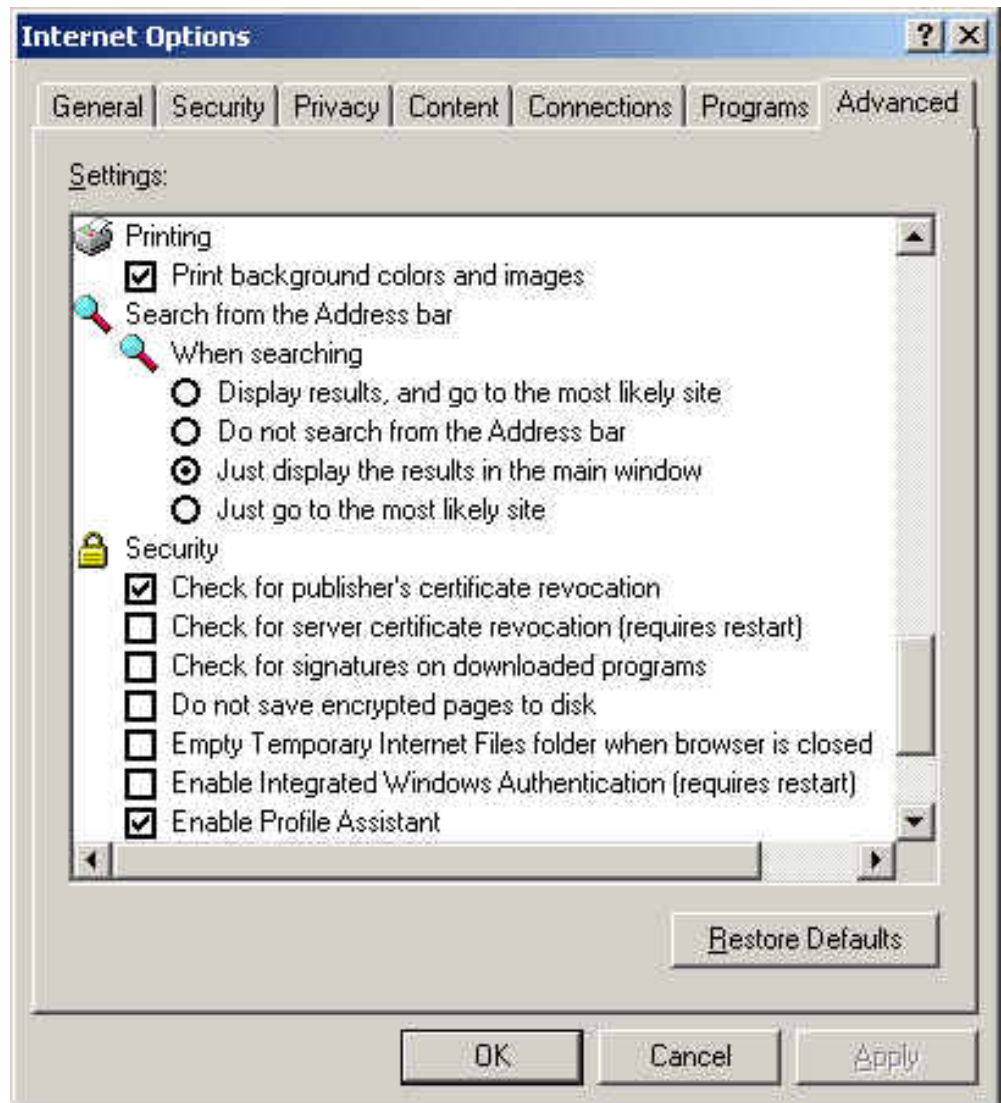 Internet Options
General Security Privacy Content Connections Programs Advanced
Settings:
Printing
Print background colors and images
Search from the Address bar
When searching
Display results, and go to the most likely site
Do not search from the Address bar
Just display the results in the main window
Just go to the most likely site
Security
Check for publisher's certificate revocation
Check for server certificate revocation (requires restart)
Check for signatures on downloaded programs
Do not save encrypted pages to disk
Empty Temporary Internet Files folder when browser is closed
Enable Integrated Windows Authentication (requires restart)
Enable Profile Assistant
Restore Defaults
OK Cancel Apply